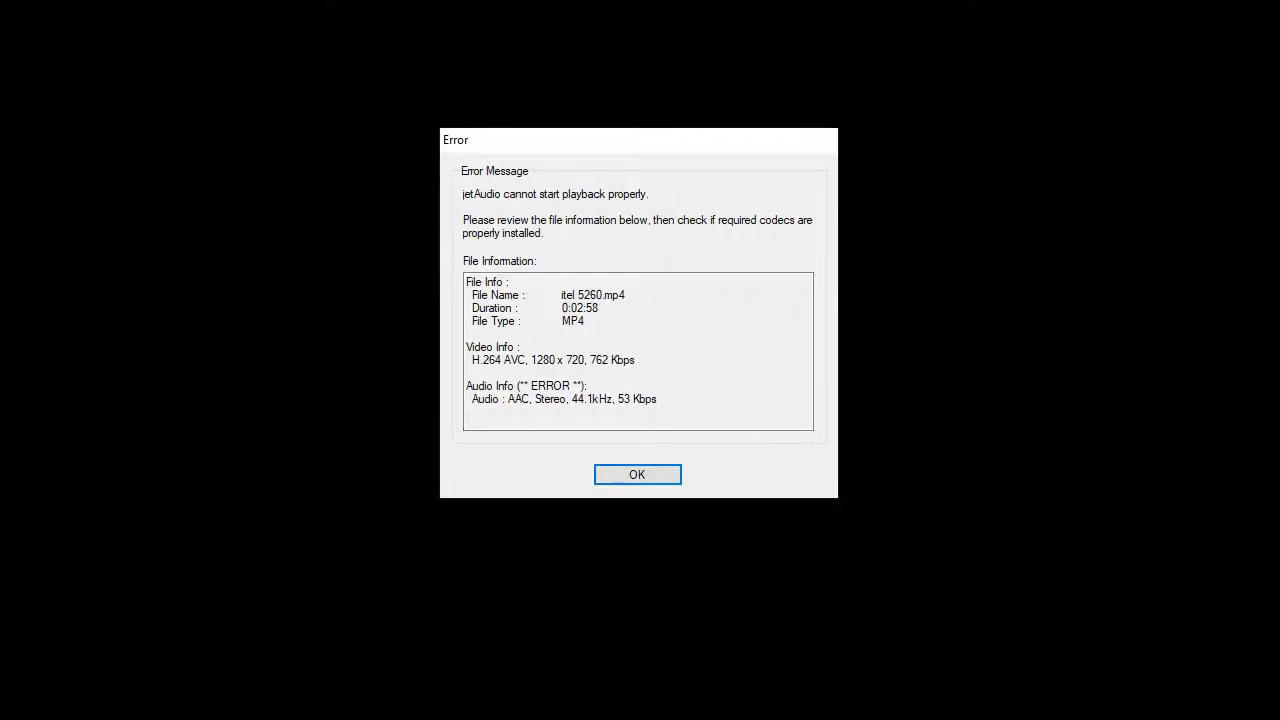 Error
Error Message
jetAudio cannot start playback properly.
Please review the file information below, then check if required codecs are
properly installed.
File Information:
File Info :
File Name : itel 5260.mp4
Duration : 0:02:58
File Type : MP4
Video Info :
H.264 AVC, 1280 x 720, 762 Kbps
Audio Info (** ERROR **):
Audio : AAC, Stereo, 44.1kHz, 53 Kbps
OK